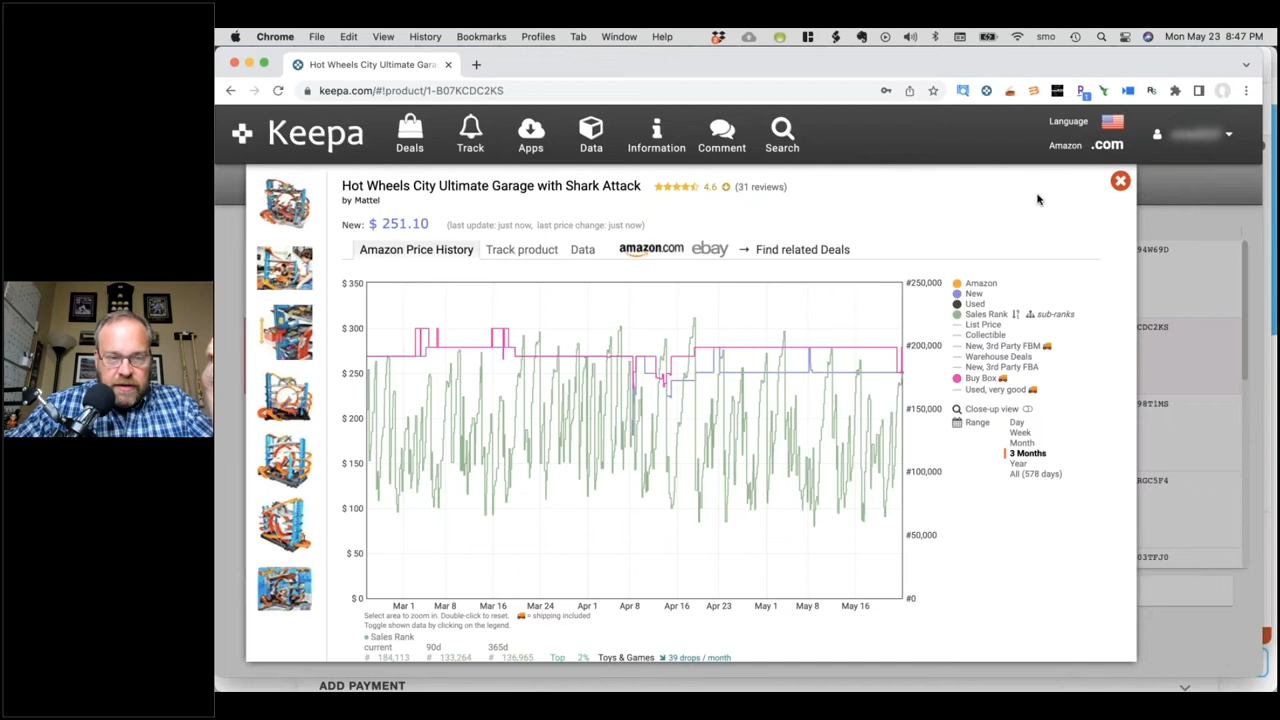 Chrome File Edit View History Bookmarks Profiles Tab Window Help smo Mon May 23 8:47 PM
Hot Wheels City Ultimate Gara
keepa.com/#!product/1-B07KCDC2KS
Keepa
Deals Track Apps Data Information Comment Search
Language
Amazon .com
Hot Wheels City Ultimate Garage with Shark Attack 4.6 (31 reviews)
by Mattel
New: $ 251.10 (last update: just now, last price change: just now)
Amazon Price History Track product Data amazon.com ebay → Find related Deals
$ 350
$ 300
$ 250
$ 200
$ 150
$ 100
$ 50
$ 0
#250,000
#200,000
#150,000
#100,000
#50,000
#0
Mar 1 Mar 8 Mar 16 Mar 24 Apr 1 Apr 8 Apr 16 Apr 23 May 1 May 8 May 16
Amazon
New
Used
Sales Rank sub-ranks
List Price
Collectible
New, 3rd Party FBM
Warehouse Deals
New, 3rd Party FBA
Buy Box
Used, very good
Close-up view
Range
Day
Week
Month
3 Months
Year
All (578 days)
Select area to zoom in. Double-click to reset. = shipping included
Toggle shown data by clicking on the legend.
Sales Rank
current 90d 365d
# 184,113 # 133,264 # 136,965 Top 2% Toys & Games 39 drops / month
94W69D
CDC2KS
98T1MS
RGC5F4
03TFJ0
ADD PAYMENT